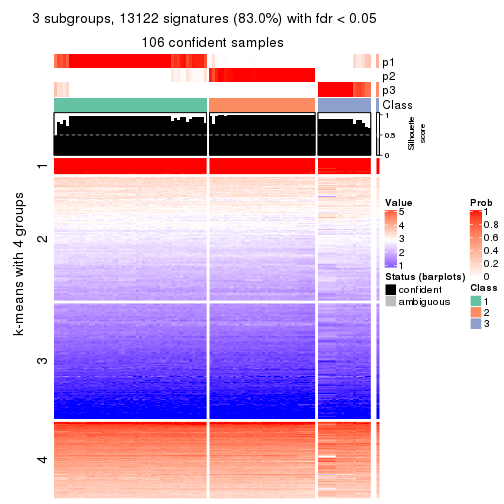 3 subgroups, 13122 signatures (83.0%) with fdr < 0.05
106 confident samples
p1
p2
p3
Class
1
0.5
0
Silhouette
score
k-means with 4 groups
1
2
3
4
Value
5
4
3
2
1
Status (barplots)
confident
ambiguous
Prob
1
0.8
0.6
0.4
0.2
0
Class
1
2
3